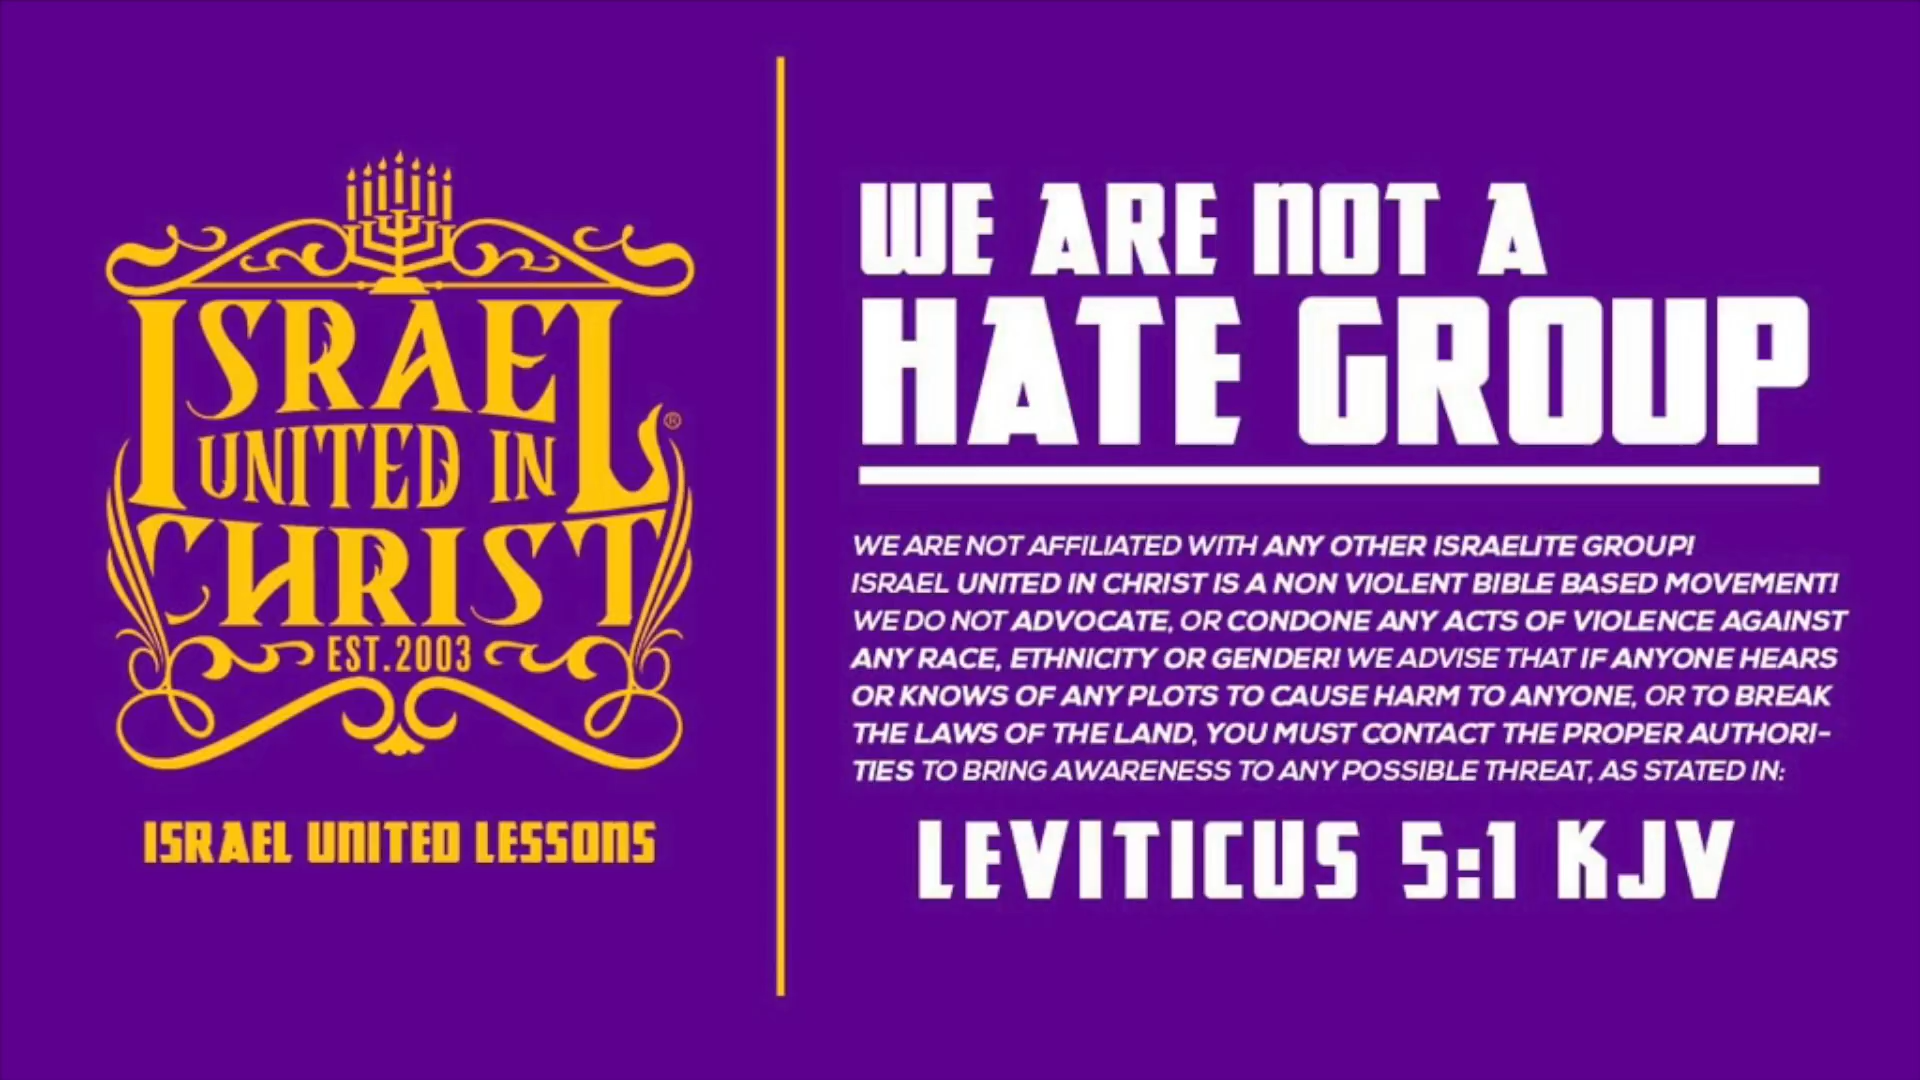 ISRAEL
UNITED IN
CHRIST
®
EST.2003
ISRAEL UNITED LESSONS
WE ARE NOT A
HATE GROUP
WE ARE NOT AFFILIATED WITH ANY OTHER ISRAELITE GROUP!
ISRAEL UNITED IN CHRIST IS A NON VIOLENT BIBLE BASED MOVEMENT!
WE DO NOT ADVOCATE, OR CONDONE ANY ACTS OF VIOLENCE AGAINST
ANY RACE, ETHNICITY OR GENDER! WE ADVISE THAT IF ANYONE HEARS
OR KNOWS OF ANY PLOTS TO CAUSE HARM TO ANYONE, OR TO BREAK
THE LAWS OF THE LAND, YOU MUST CONTACT THE PROPER AUTHORI-
TIES TO BRING AWARENESS TO ANY POSSIBLE THREAT, AS STATED IN:
LEVITICUS 5:1 KJV